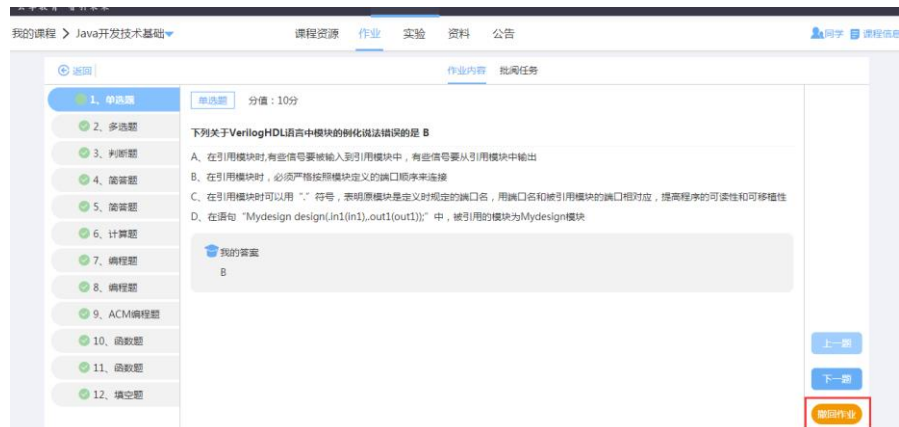 我的课程 > Java开发技术基础
课程资源 作业 实验 资料 公告
同学 课程信息
返回
作业内容 批阅任务
1、单选题
2、多选题
3、判断题
4、简答题
5、简答题
6、计算题
7、编程题
8、编程题
9、ACM编程题
10、函数题
11、函数题
12、填空题
单选题 分值：10分
下列关于VerilogHDL语言中模块的例化说法错误的是 B
A、在引用模块时,有些信号要被输入到引用模块中，有些信号要从引用模块中输出
B、在引用模块时，必须严格按照模块定义的端口顺序来连接
C、在引用模块时可以用“.”符号，表明原模块是定义时规定的端口名，用端口名和被引用模块的端口相对应，提高程序的可读性和可移植性
D、在语句“Mydesign design(.in1(in1),.out1(out1));”中，被引用的模块为Mydesign模块
我的答案
B
上一题
下一题
撤回作业